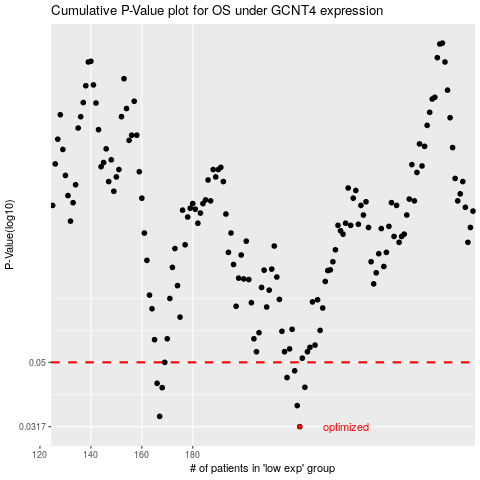 Cumulative P-Value plot for OS under GCNT4 expression
P-Value(log10)
0.05
0.0317
optimized
120 140 160 180
# of patients in 'low exp' group